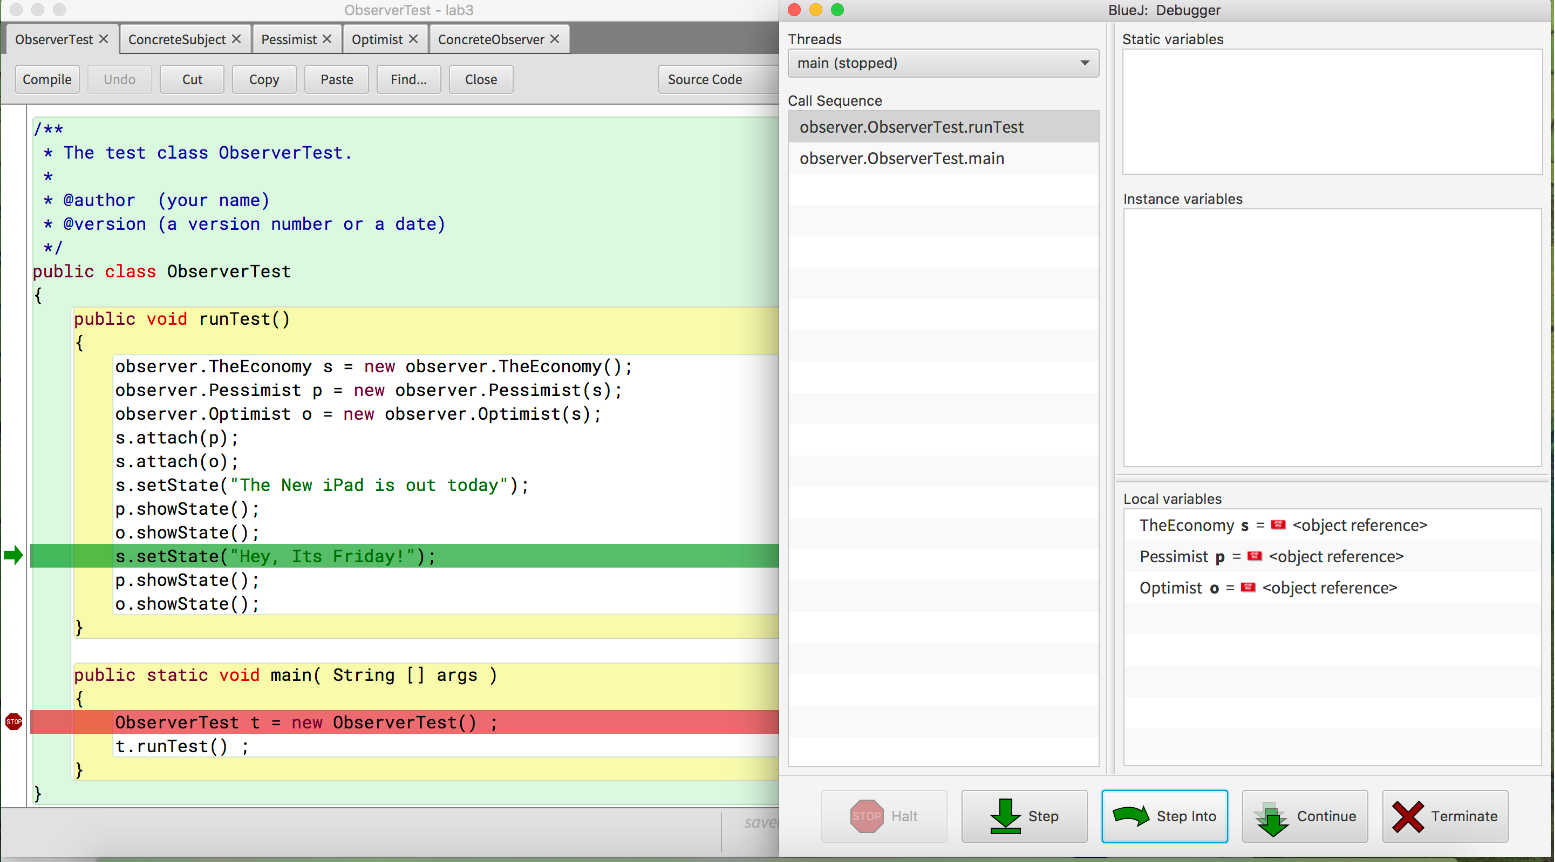 ObserverTest - lab3
ObserverTest ConcreteSubject Pessimist Optimist ConcreteObserver
Compile Undo Cut Copy Paste Find... Close Source Code
/**
* The test class ObserverTest.
*
* @author  (your name)
* @version (a version number or a date)
*/
public class ObserverTest
{
public void runTest()
{
observer.TheEconomy s = new observer.TheEconomy();
observer.Pessimist p = new observer.Pessimist(s);
observer.Optimist o = new observer.Optimist(s);
s.attach(p);
s.attach(o);
s.setState("The New iPad is out today");
p.showState();
o.showState();
s.setState("Hey, Its Friday!");
p.showState();
o.showState();
}
public static void main( String [] args )
{
STOP ObserverTest t = new ObserverTest() ;
t.runTest() ;
}
}
save
BlueJ:  Debugger
Threads
main (stopped)
Call Sequence
observer.ObserverTest.runTest
observer.ObserverTest.main
Static variables
Instance variables
Local variables
TheEconomy s = <object reference>
Pessimist p = <object reference>
Optimist o = <object reference>
STOP Halt Step Step Into Continue Terminate